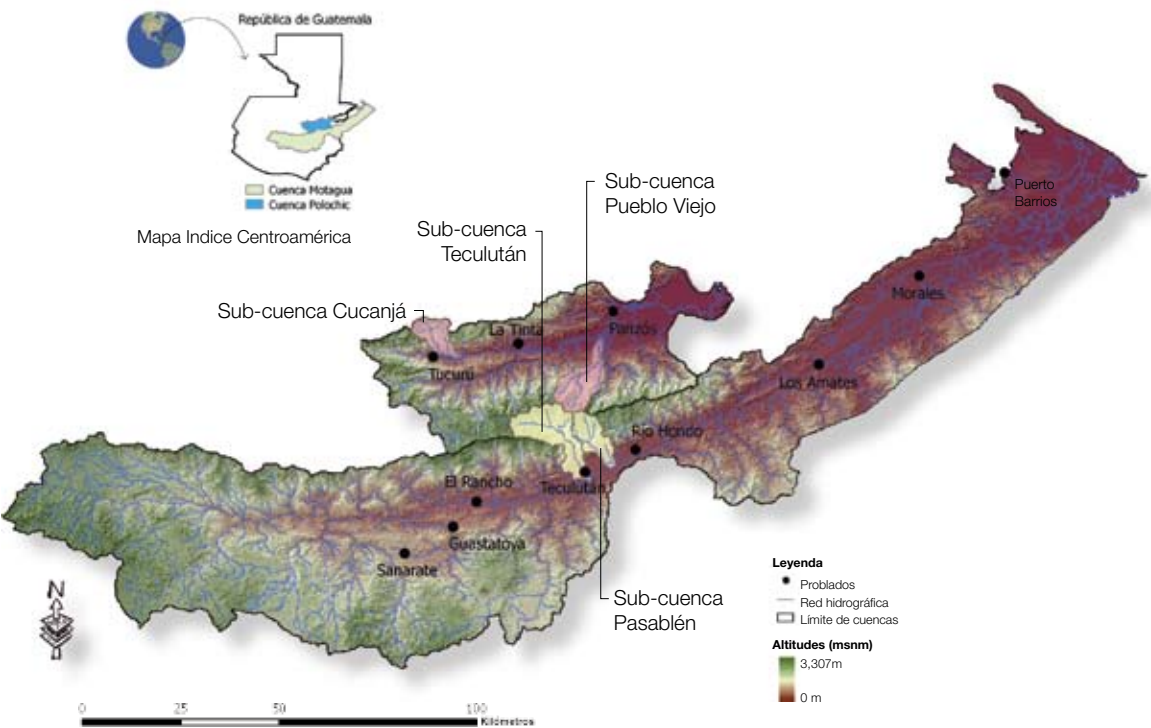 República de Guatemala
Cuenca Motagua
Cuenca Polochic
Mapa Indice Centroamérica
Sub-cuenca
Pueblo Viejo
Sub-cuenca
Teculután
Sub-cuenca Cucanjá
Puerto
Barrios
Morales
La Tinta
Panzós
Tucurú
Los Amates
Río Hondo
El Rancho
Teculután
Guastatoya
Sanarate
Sub-cuenca
Pasablén
N
Leyenda
Problados
Red hidrográfica
Límite de cuencas
Altitudes (msnm)
3,307m
0 m
0 25 50 100
Kilómetros